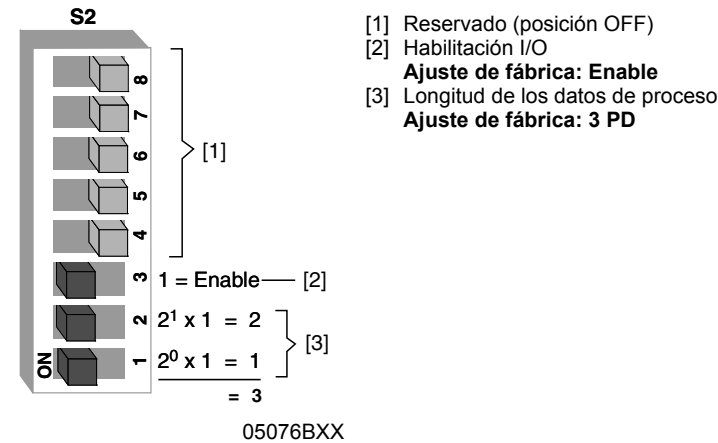 S2
[1] Reservado (posición OFF)
[2] Habilitación I/O
Ajuste de fábrica: Enable
[3] Longitud de los datos de proceso
Ajuste de fábrica: 3 PD
8
7
6
5
4
[1]
3 1 = Enable [2]
2 2¹ x 1 = 2
[3]
ON 1 2⁰ x 1 = 1
= 3
05076BXX